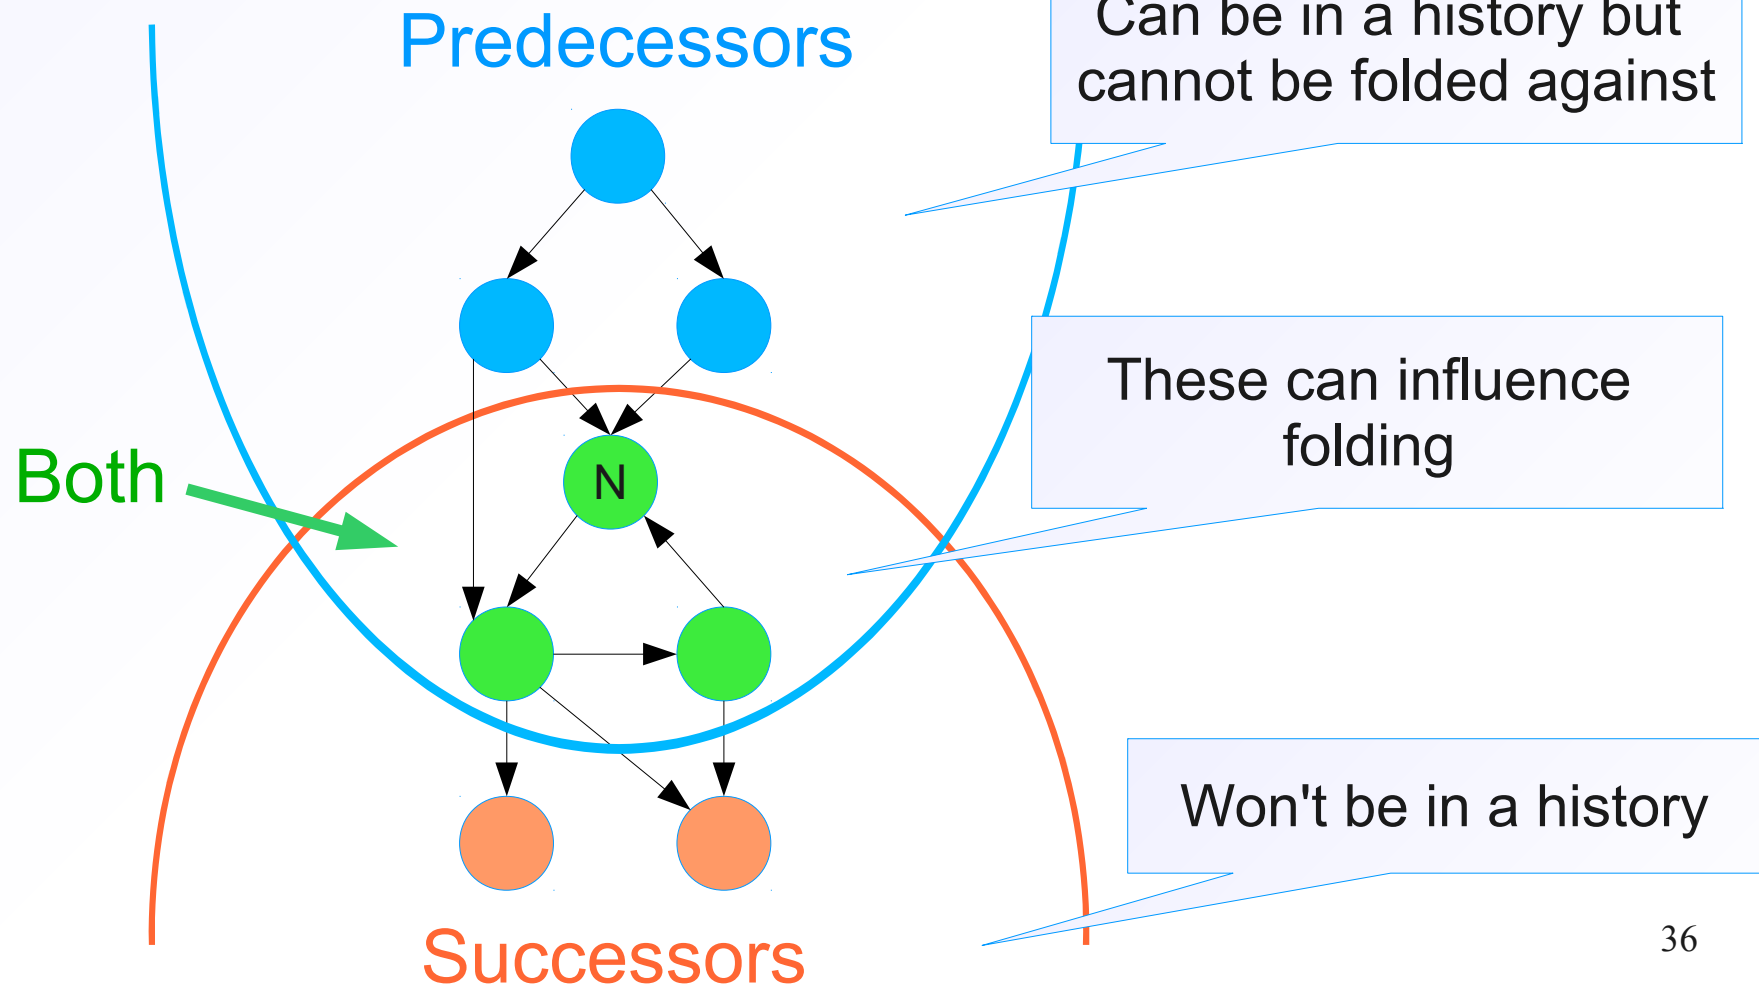 Predecessors
Can be in a history but
cannot be folded against
These can influence
folding
Both
N
Won't be in a history
Successors
36